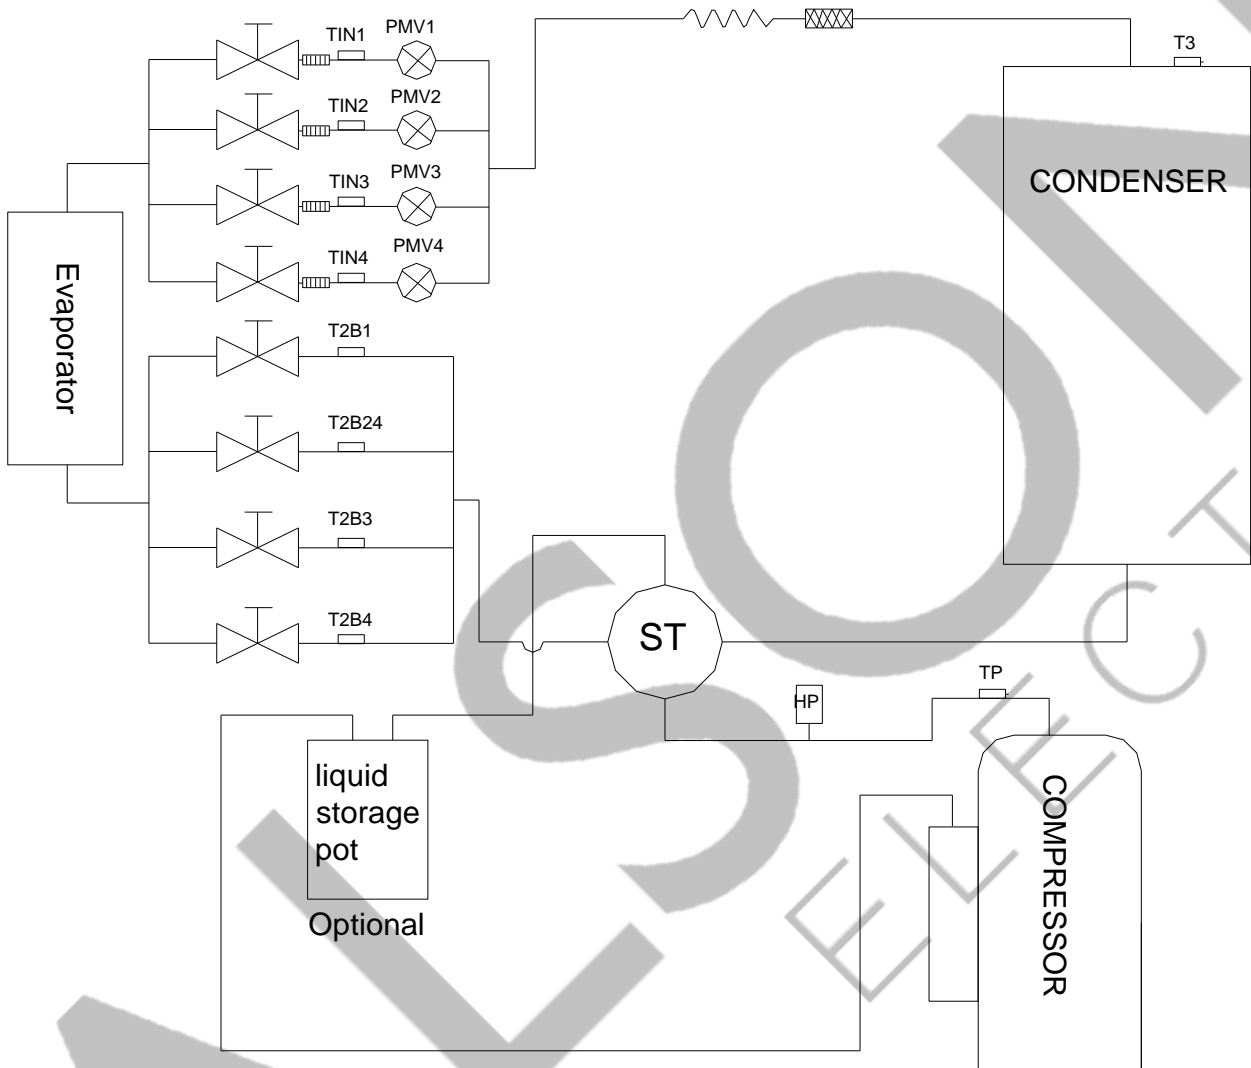 TIN1
PMV1
TIN2
PMV2
TIN3
PMV3
TIN4
PMV4
T3
CONDENSER
Evaporator
T2B1
T2B24
T2B3
T2B4
ST
HP
TP
liquid
storage
pot
Optional
COMPRESSOR